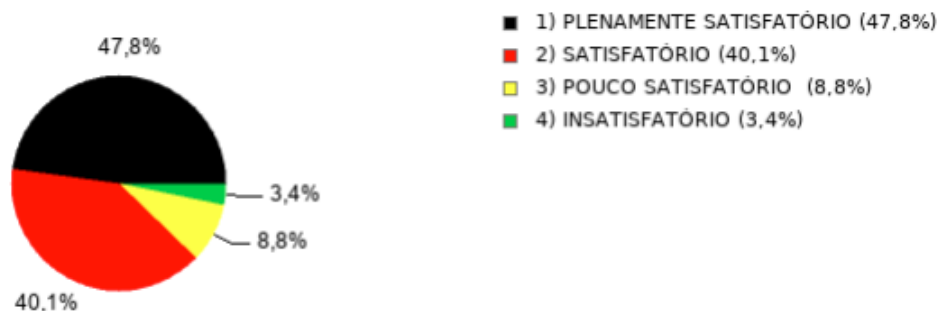 1) PLENAMENTE SATISFATÓRIO (47,8%)
2) SATISFATÓRIO (40,1%)
3) POUCO SATISFATÓRIO (8,8%)
4) INSATISFATÓRIO (3,4%)
47,8%
3,4%
8,8%
40,1%